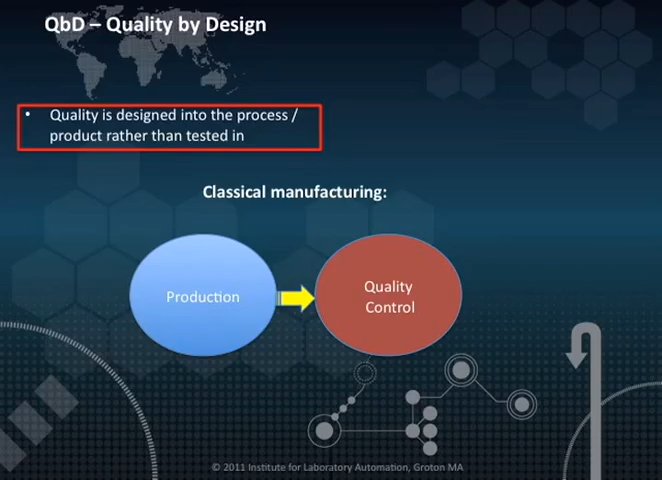 QbD – Quality by Design
• Quality is designed into the process /
product rather than tested in
Classical manufacturing:
Production
Quality
Control
© 2011 Institute for Laboratory Automation, Groton MA